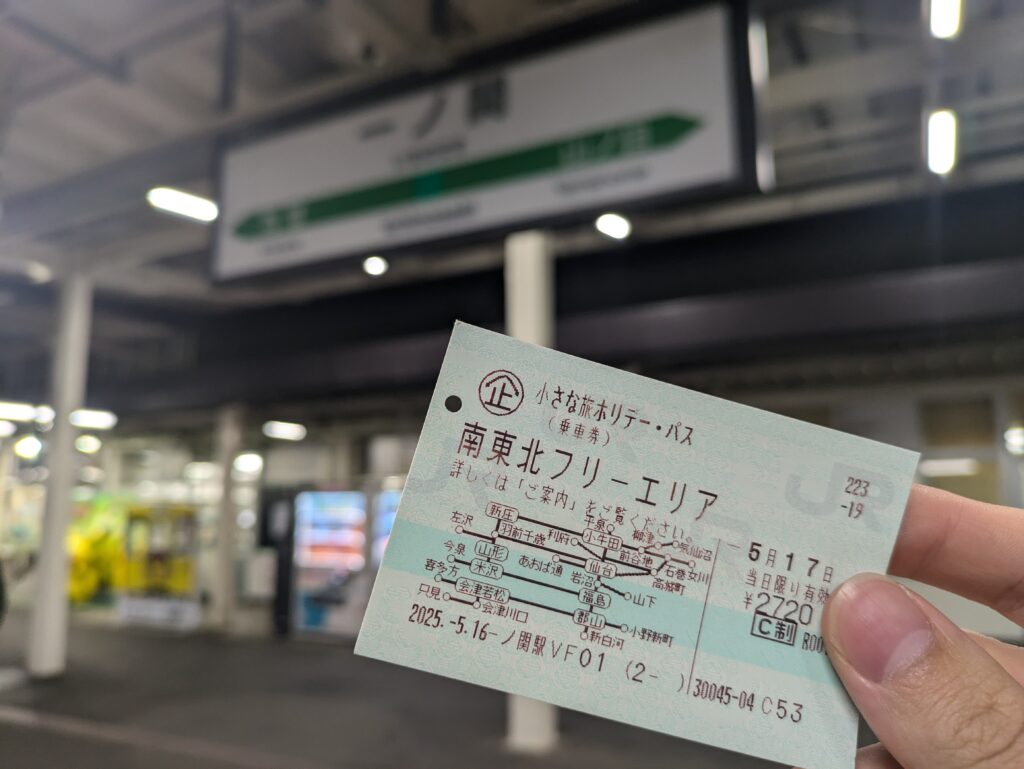 一ノ関
企
小さな旅ホリデー・パス
(乗車券)
南東北フリーエリア
詳しくは「ご案内」をご覧ください。
223
-19
JR
新庄
左沢
羽前千歳
利府
小牛田
柳津
気仙沼
前谷地
今泉
山形
あおば通
仙台
石巻
女川
高城町
喜多方
米沢
岩沼
山下
只見
会津若松
福島
会津川口
郡山
小野新町
新白河
5月17日
当日限り有効
¥2720
C制
R00
2025.-5.16一ノ関駅VF01 (2- )
30045-04 C53